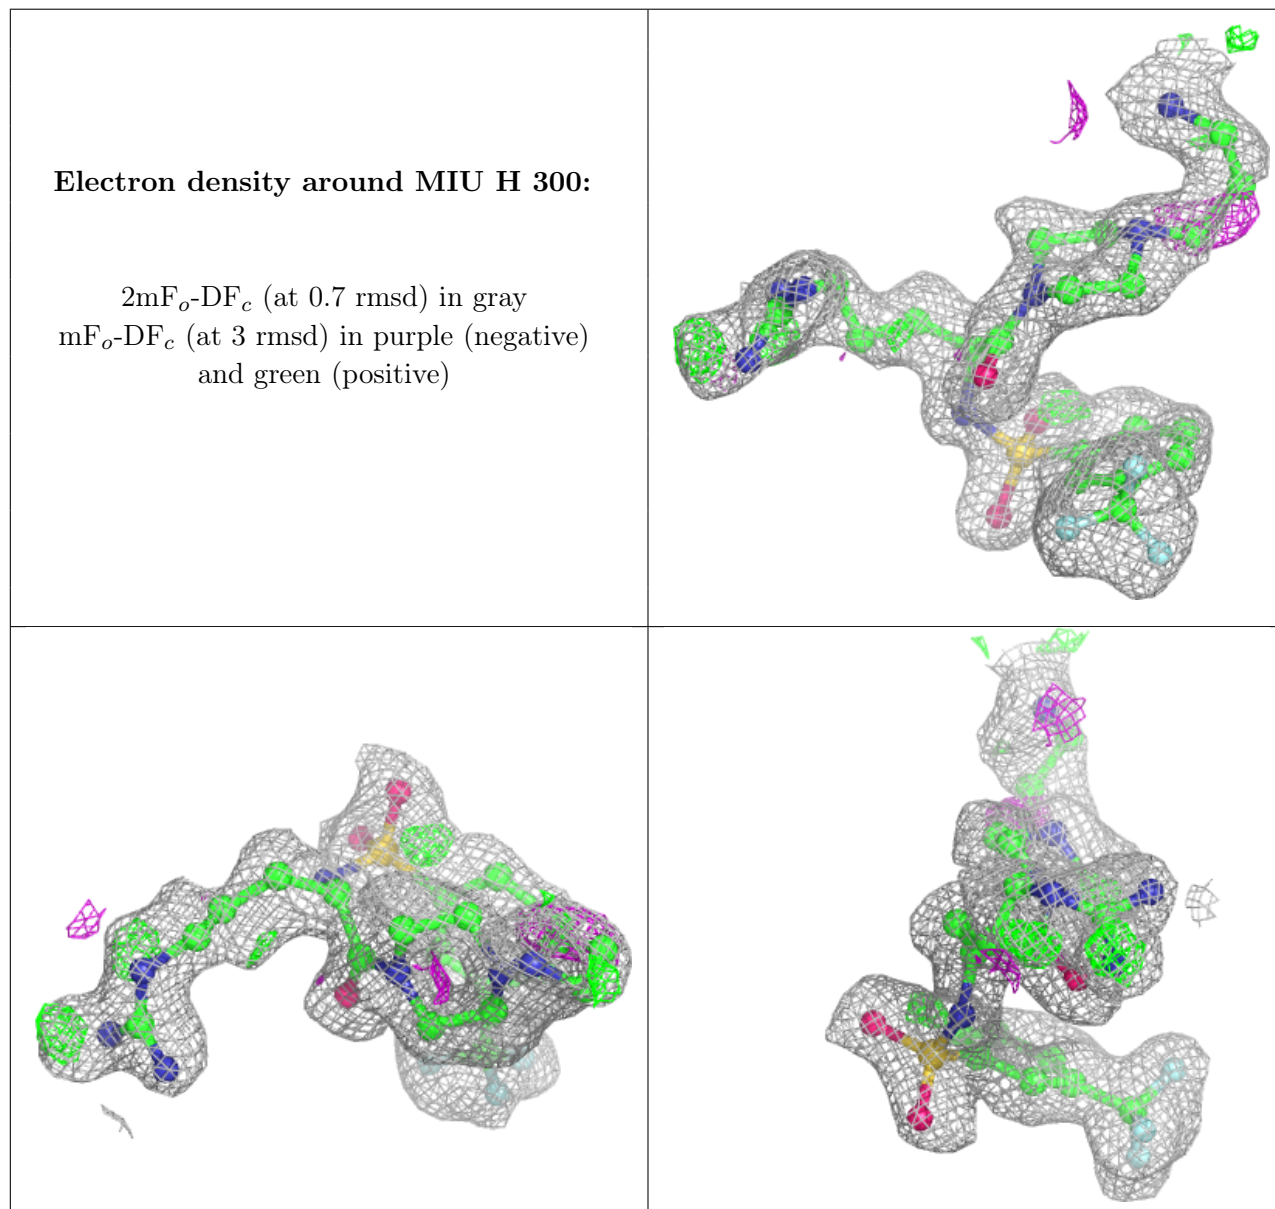 Electron density around MIU H 300:
2mFo-DFc (at 0.7 rmsd) in gray
mFo-DFc (at 3 rmsd) in purple (negative)
and green (positive)